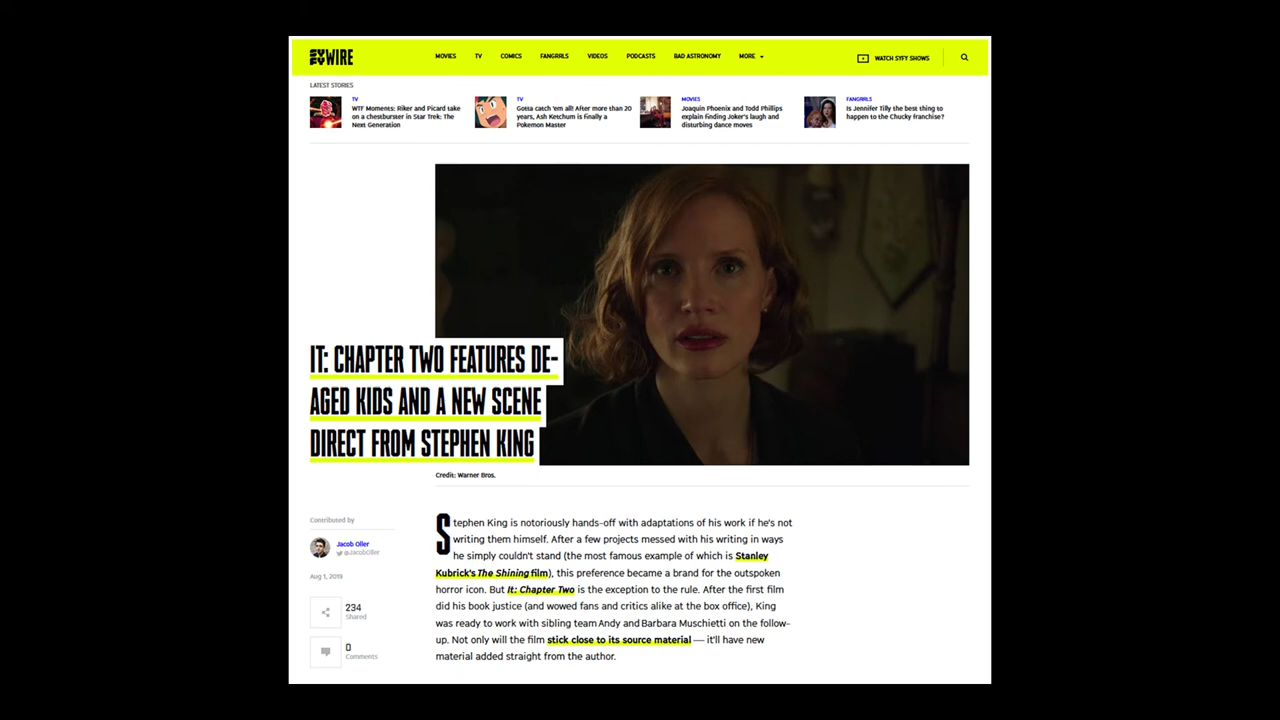 SYFY WIRE
MOVIES TV COMICS FANGRRLS VIDEOS PODCASTS BAD ASTRONOMY MORE WATCH SYFY SHOWS
LATEST STORIES
TV
WTF Moments: Riker and Picard take
on a chestburster in Star Trek: The
Next Generation
TV
Gotta catch 'em all! After more than 20
years, Ash Ketchum is finally a
Pokemon Master
MOVIES
Joaquin Phoenix and Todd Phillips
explain finding Joker's laugh and
disturbing dance moves
FANGRRLS
Is Jennifer Tilly the best thing to
happen to the Chucky franchise?
IT: CHAPTER TWO FEATURES DE-
AGED KIDS AND A NEW SCENE
DIRECT FROM STEPHEN KING
Credit: Warner Bros.
Contributed by
Jacob Oller
@JacobOller
Aug 1, 2019
234
Shared
0
Comments
Stephen King is notoriously hands-off with adaptations of his work if he's not
writing them himself. After a few projects messed with his writing in ways
he simply couldn't stand (the most famous example of which is Stanley
Kubrick's The Shining film), this preference became a brand for the outspoken
horror icon. But It: Chapter Two is the exception to the rule. After the first film
did his book justice (and wowed fans and critics alike at the box office), King
was ready to work with sibling team Andy and Barbara Muschietti on the follow-
up. Not only will the film stick close to its source material — it'll have new
material added straight from the author.